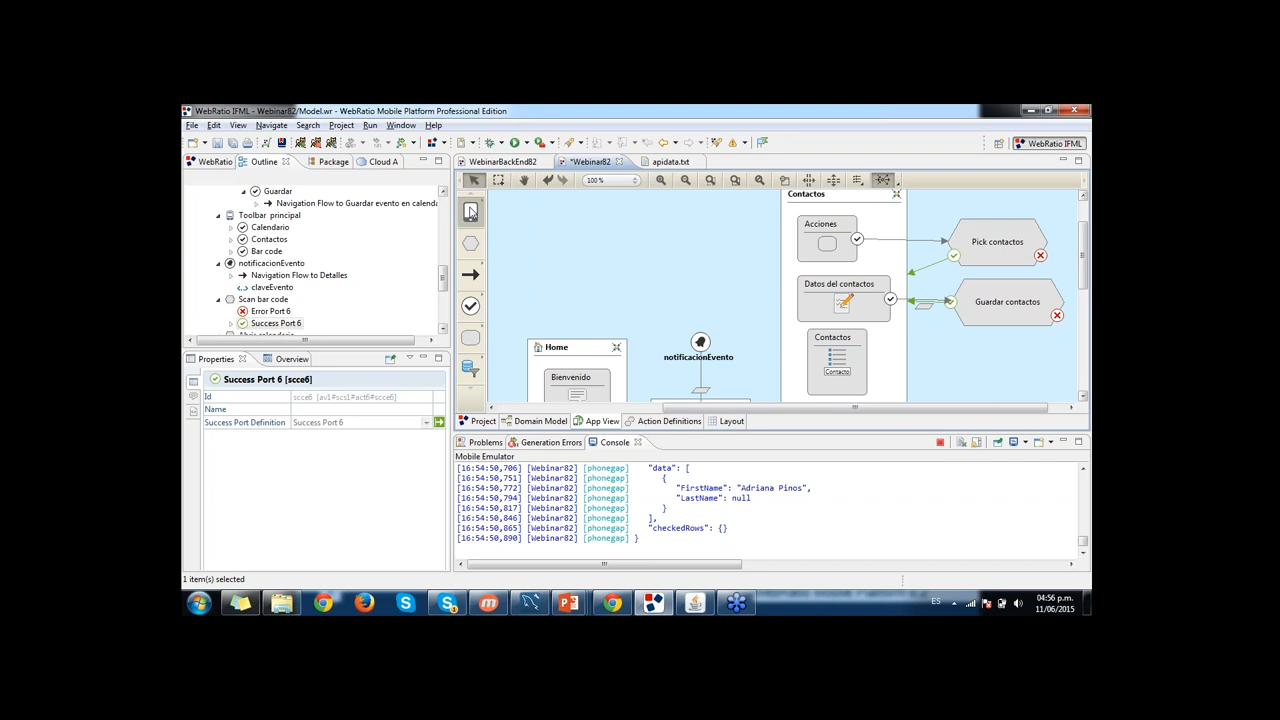 WebRatio IFML - Webinar82/Model.wr - WebRatio Mobile Platform Professional Edition
File Edit View Navigate Search Project Run Window Help
WebRatio IFML
WebRatio Outline Package Cloud A
WebinarBackEnd82 *Webinar82 apidata.txt
100%
Guardar
Navigation Flow to Guardar evento en calenda
Toolbar principal
Calendario
Contactos
Bar code
notificacionEvento
Navigation Flow to Detalles
claveEvento
Scan bar code
Error Port 6
Success Port 6
Contactos
Acciones
Pick contactos
Datos del contactos
Guardar contactos
Contactos
Contacto
Home
Bienvenido
notificacionEvento
Project Domain Model App View Action Definitions Layout
Properties Overview
Success Port 6 [scce6]
Id scce6 [av1#scs1#act6#scce6]
Name
Success Port Definition Success Port 6
Problems Generation Errors Console
Mobile Emulator
[16:54:50,706] [Webinar82] [phonegap] "data": [
[16:54:50,751] [Webinar82] [phonegap] {
[16:54:50,772] [Webinar82] [phonegap] "FirstName": "Adriana Pinos",
[16:54:50,794] [Webinar82] [phonegap] "LastName": null
[16:54:50,817] [Webinar82] [phonegap] }
[16:54:50,846] [Webinar82] [phonegap] ],
[16:54:50,865] [Webinar82] [phonegap] "checkedRows": {}
[16:54:50,890] [Webinar82] [phonegap] }
1 item(s) selected
ES
04:56 p.m.
11/06/2015